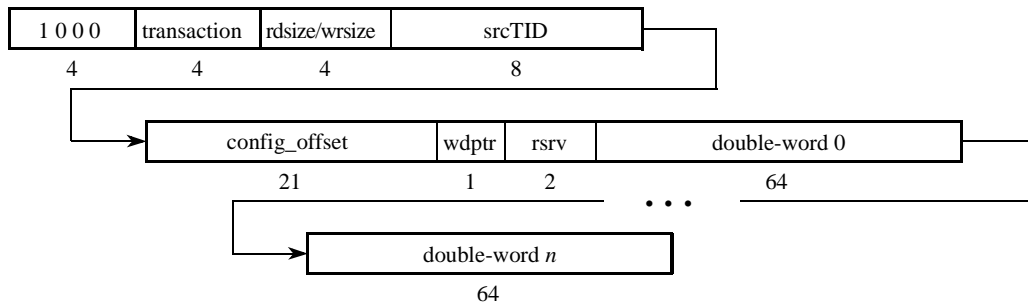 1 0 0 0 transaction rdsize/wrsize srcTID
4 4 4 8
config_offset wdptr rsrv double-word 0
21 1 2 64
• • •
double-word n
64